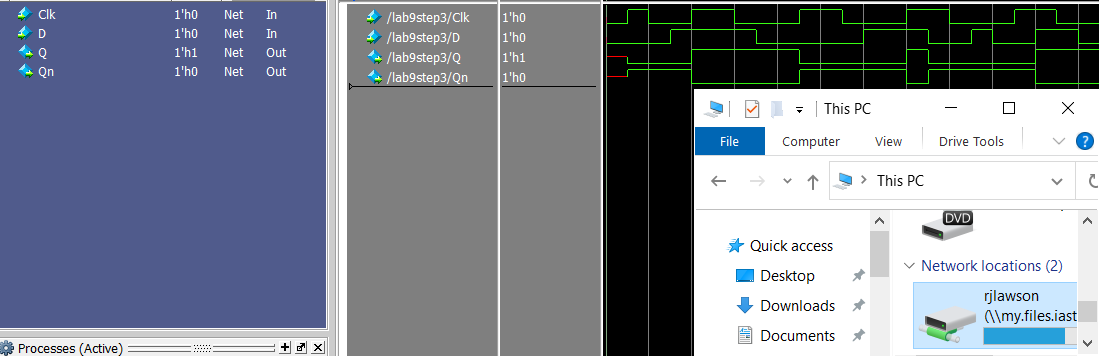 Clk 1'h0 Net In
D 1'h0 Net In
Q 1'h1 Net Out
Qn 1'h0 Net Out
Processes (Active)
/lab9step3/Clk 1'h0
/lab9step3/D 1'h0
/lab9step3/Q 1'h1
/lab9step3/Qn 1'h0
This PC
File Computer View Drive Tools
This PC
Quick access
Desktop
Downloads
Documents
DVD
Network locations (2)
rjlawson
(\\my.files.iast